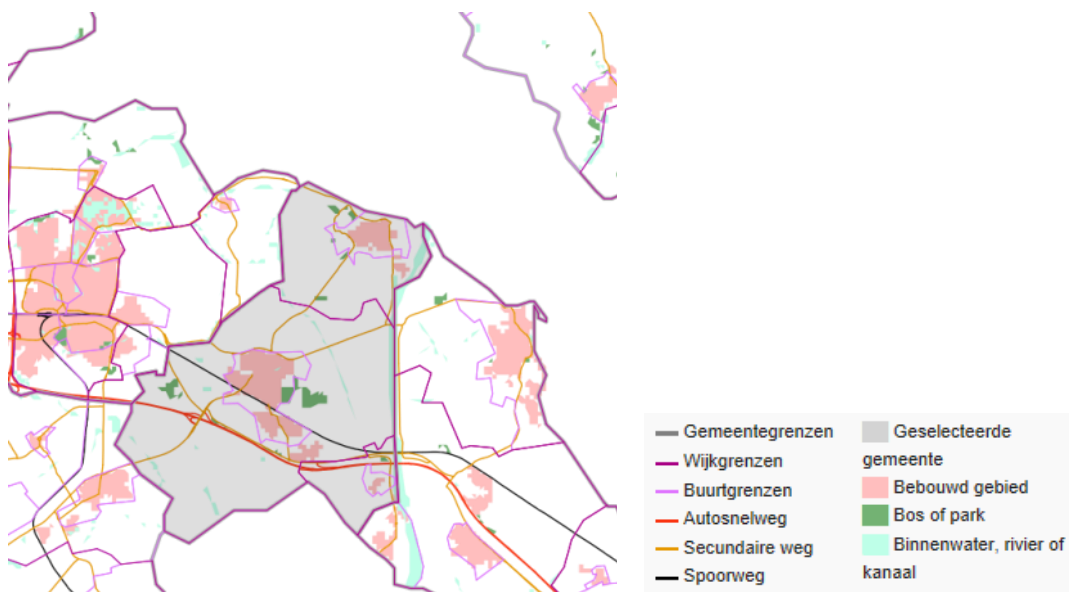 Gemeentegrenzen
Wijkgrenzen
Buurtgrenzen
Autosnelweg
Secundaire weg
Spoorweg
Geselecteerde
gemeente
Bebouwd gebied
Bos of park
Binnenwater, rivier of
kanaal